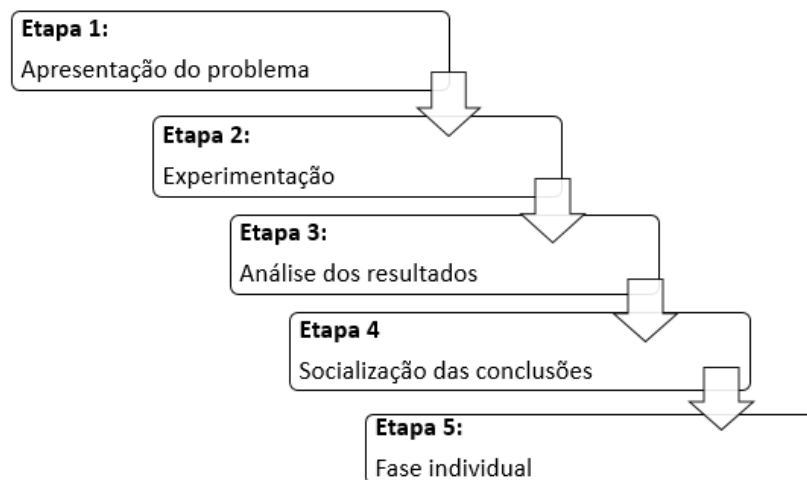 Etapa 1:
Apresentação do problema
Etapa 2:
Experimentação
Etapa 3:
Análise dos resultados
Etapa 4
Socialização das conclusões
Etapa 5:
Fase individual